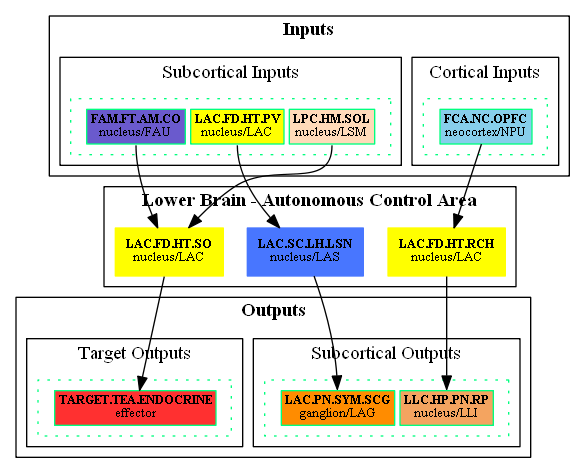 Inputs
Subcortical Inputs
Cortical Inputs
FAM.FT.AM.CO
nucleus/FAU
LAC.FD.HT.PV
nucleus/LAC
LPC.HM.SOL
nucleus/LSM
FCA.NC.OPFC
neocortex/NPU
Lower Brain - Autonomous Control Area
LAC.FD.HT.SO
nucleus/LAC
LAC.SC.LH.LSN
nucleus/LAS
LAC.FD.HT.RCH
nucleus/LAC
Outputs
Target Outputs
Subcortical Outputs
TARGET.TEA.ENDOCRINE
effector
LAC.PN.SYM.SCG
ganglion/LAG
LLC.HP.PN.RP
nucleus/LLI